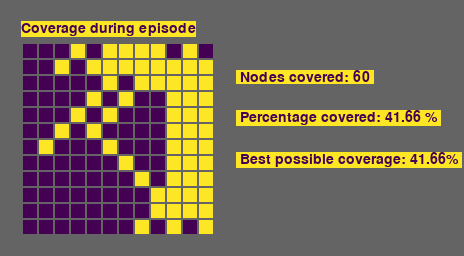 Coverage during episode
Nodes covered: 60
Percentage covered: 41.66 %
Best possible coverage: 41.66%